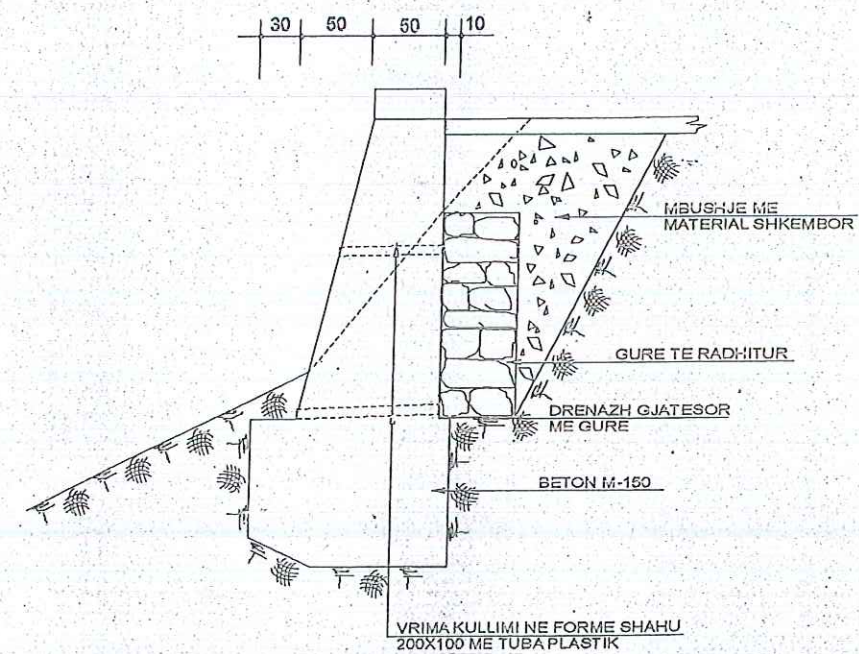 30 50 50 10
MBUSHJE ME
MATERIAL SHKEMBOR
GURE TE RADHITUR
DRENAZH GJATESOR
ME GURE
BETON M-150
VRIMA KULLIMI NE FORME SHAHU
200X100 ME TUBA PLASTIK